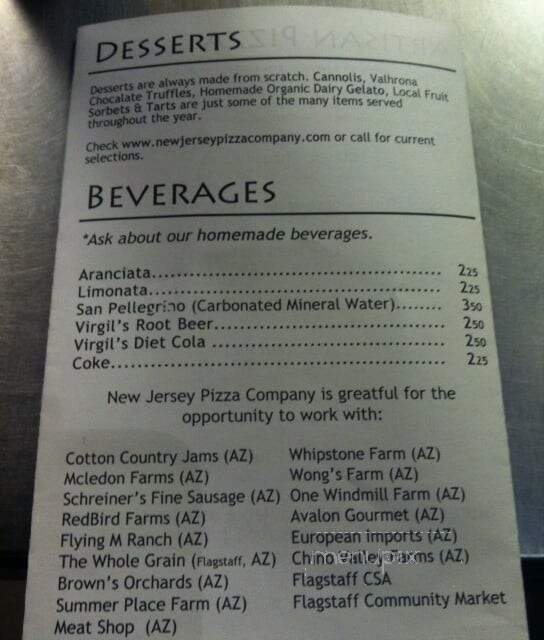 DESSERTS
Desserts are always made from scratch. Cannolis, Valhrona
Chocalate Truffles, Homemade Organic Dairy Gelato, Local Fruit
Sorbets & Tarts are just some of the many items served
throughout the year.
Check www.newjerseypizzacompany.com or call for current
selections.
BEVERAGES
*Ask about our homemade beverages.
Aranciata............................................. 225
Limonata.............................................. 225
San Pellegrino (Carbonated Mineral Water)........ 350
Virgil's Root Beer..................................... 250
Virgil's Diet Cola ..................................... 250
Coke..................................................... 225
New Jersey Pizza Company is greatful for the
opportunity to work with:
Cotton Country Jams (AZ)
Mcledon Farms (AZ)
Schreiner's Fine Sausage (AZ)
RedBird Farms (AZ)
Flying M Ranch (AZ)
The Whole Grain (Flagstaff, AZ)
Brown's Orchards (AZ)
Summer Place Farm (AZ)
Meat Shop (AZ)
Whipstone Farm (AZ)
Wong's Farm (AZ)
One Windmill Farm (AZ)
Avalon Gourmet (AZ)
European Imports (AZ)
Chino Valley Farms (AZ)
Flagstaff CSA
Flagstaff Community Market